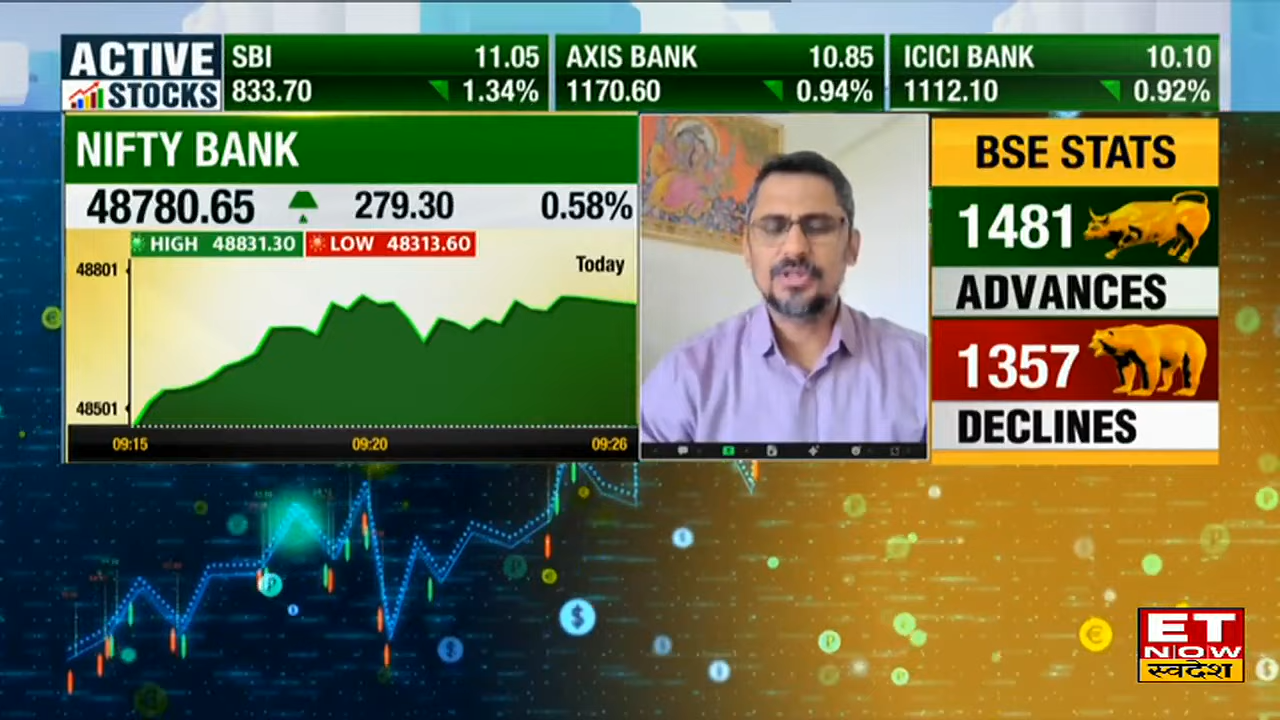 ACTIVE STOCKS
SBI 11.05
833.70 1.34%
AXIS BANK 10.85
1170.60 0.94%
ICICI BANK 10.10
1112.10 0.92%
NIFTY BANK
48780.65 279.30 0.58%
HIGH 48831.30 LOW 48313.60
Today
48801
48501
09:15 09:20 09:26
BSE STATS
1481
ADVANCES
1357
DECLINES
ET
NOW
स्वदेश